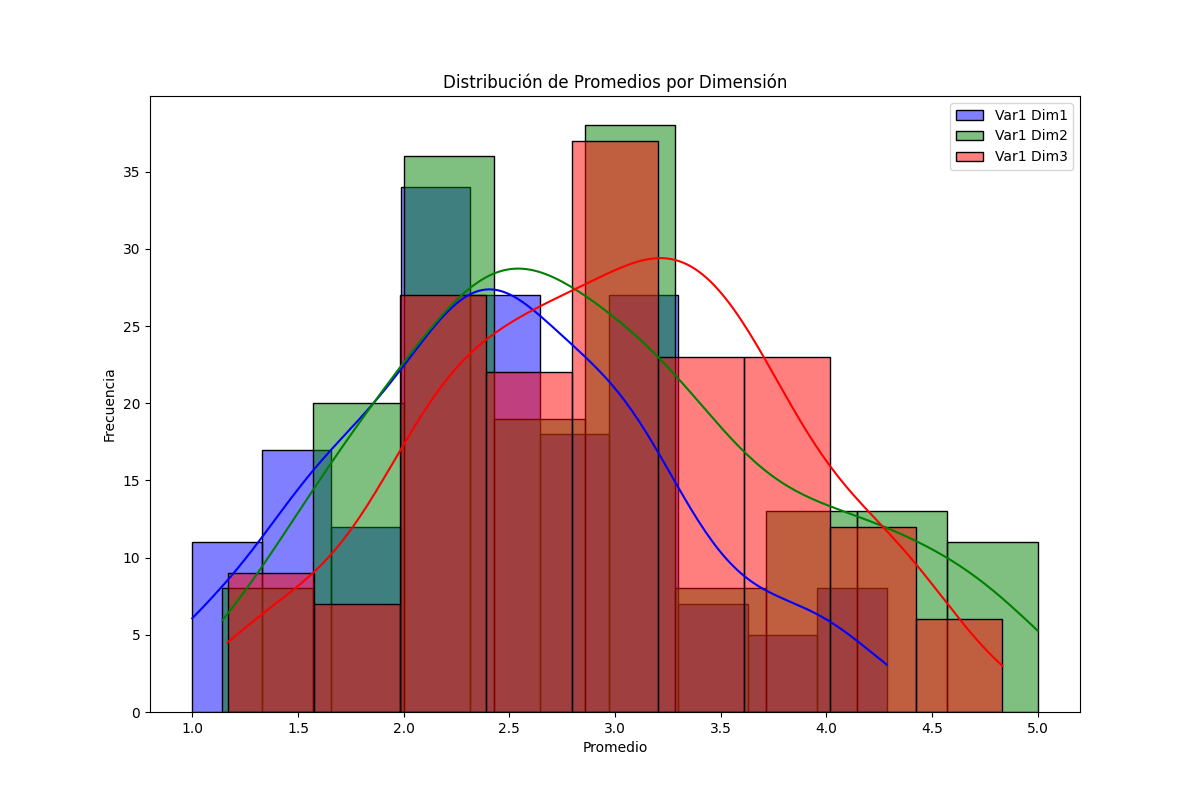 Distribución de Promedios por Dimensión
Var1 Dim1
Var1 Dim2
Var1 Dim3
Frecuencia
35
30
25
20
15
10
5
0
1.0 1.5 2.0 2.5 3.0 3.5 4.0 4.5 5.0
Promedio